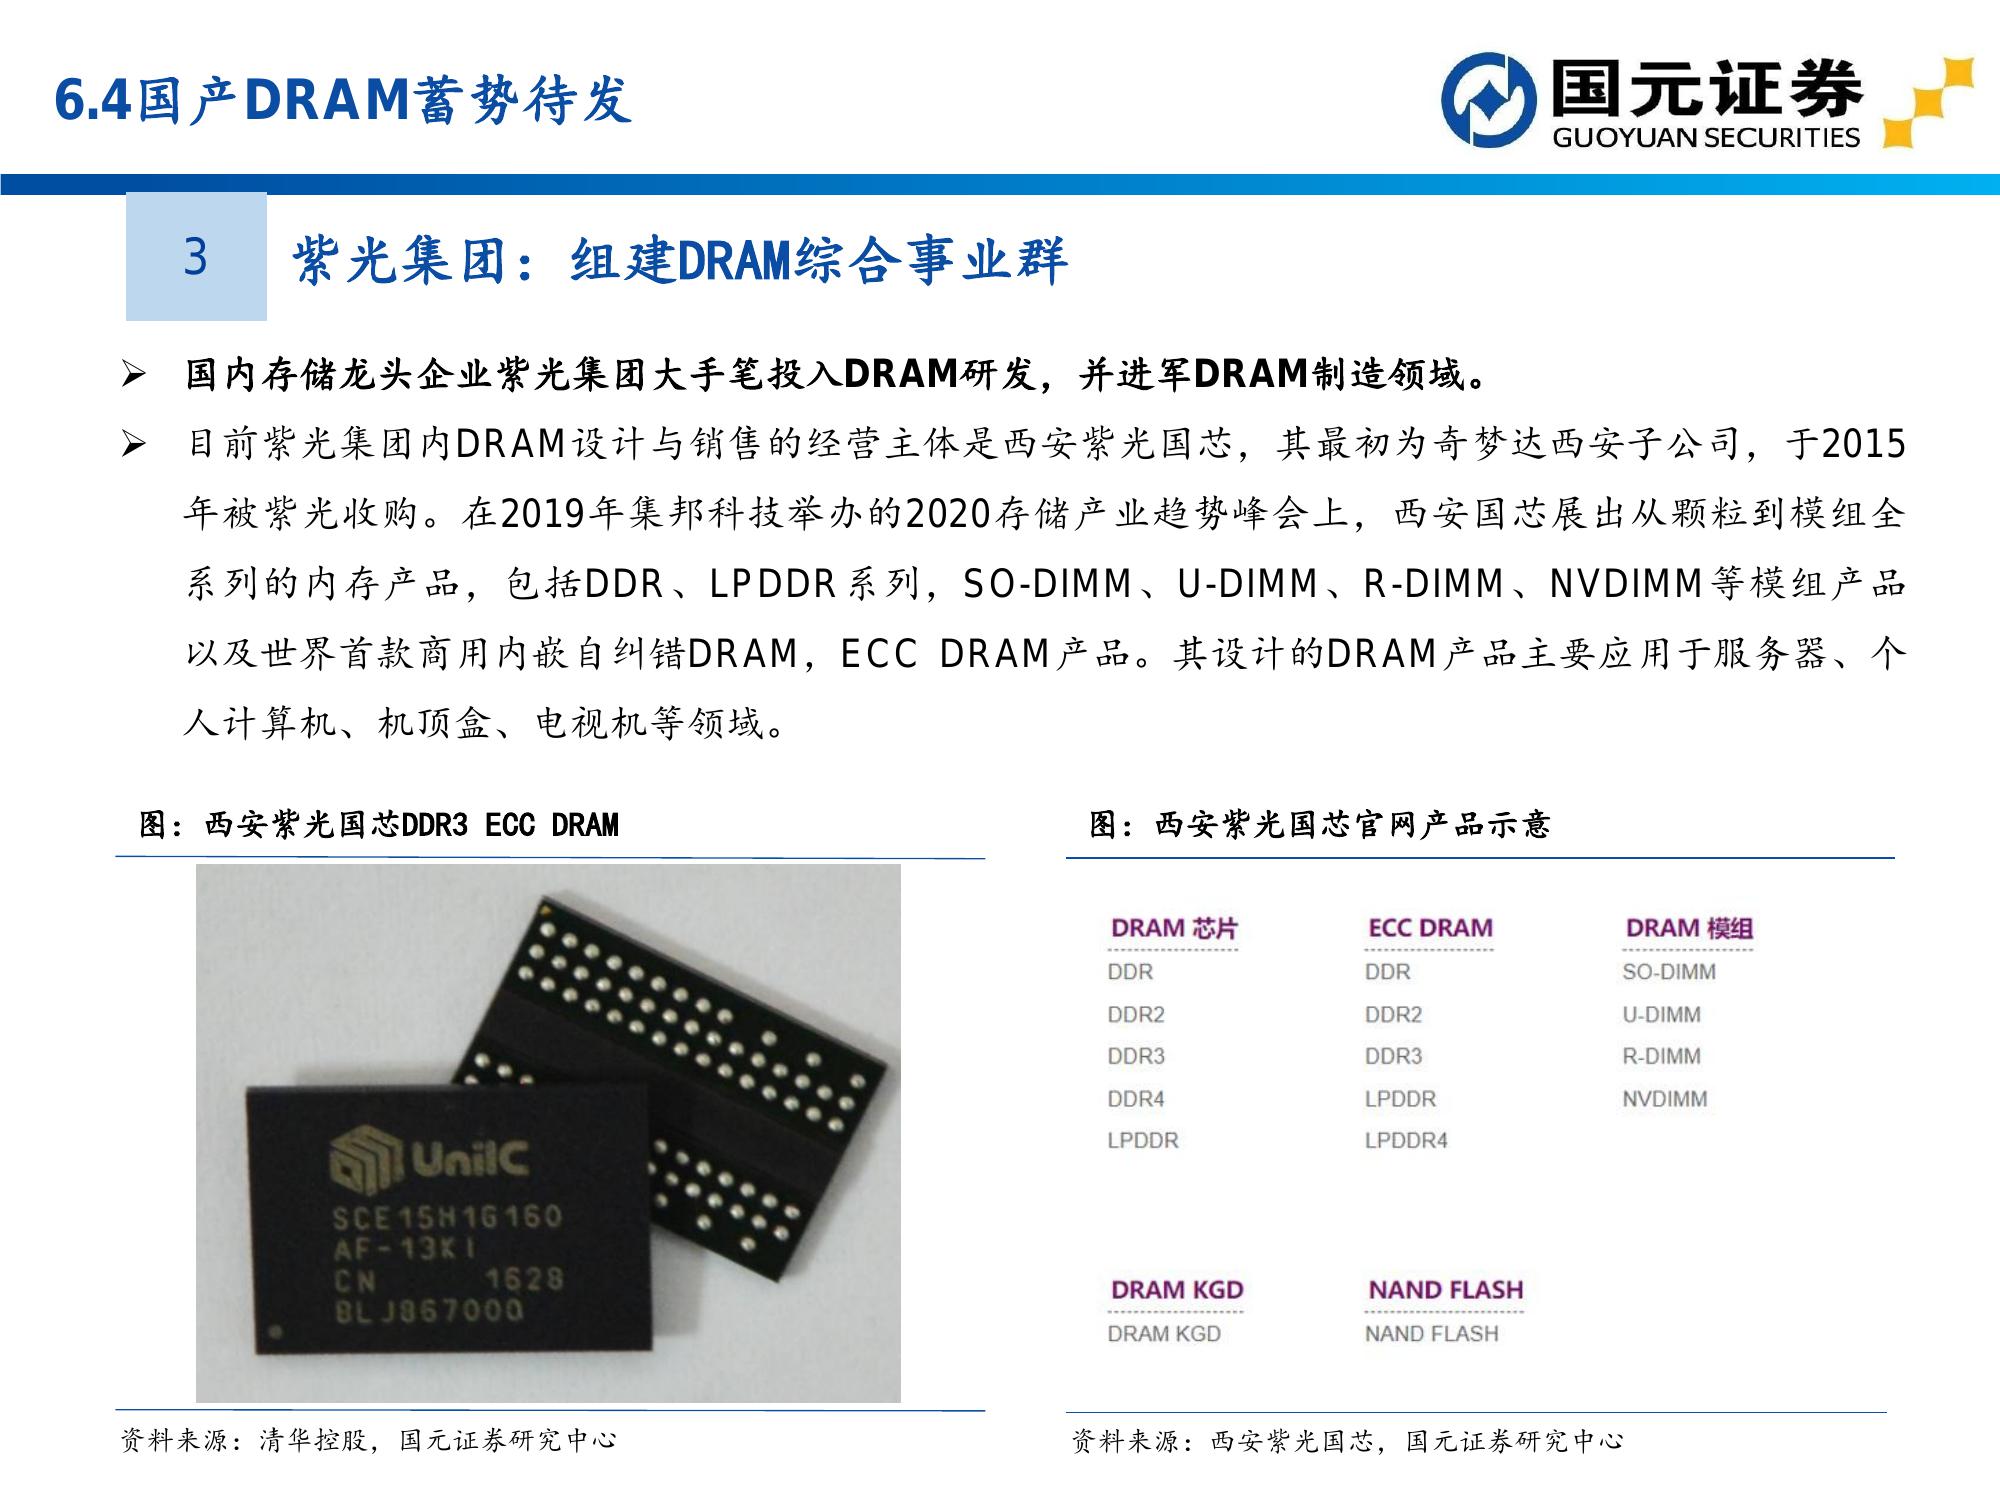 6.4国产DRAM蓄势待发
国元证券
GUOYUAN SECURITIES
3
紫光集团：组建DRAM综合事业群
国内存储龙头企业紫光集团大手笔投入DRAM研发，并进军DRAM制造领域。
目前紫光集团内DRAM设计与销售的经营主体是西安紫光国芯，其最初为奇梦达西安子公司，于2015
年被紫光收购。在2019年集邦科技举办的2020存储产业趋势峰会上，西安国芯展出从颗粒到模组全
系列的内存产品，包括DDR、LPDDR系列，SO-DIMM、U-DIMM、R-DIMM、NVDIMM等模组产品
以及世界首款商用内嵌自纠错DRAM，ECC DRAM产品。其设计的DRAM产品主要应用于服务器、个
人计算机、机顶盒、电视机等领域。
图：西安紫光国芯DDR3 ECC DRAM
UniIC
SCE15H1G160
AF-13KI
CN 1628
BLJ867000
资料来源：清华控股，国元证券研究中心
图：西安紫光国芯官网产品示意
DRAM 芯片 ECC DRAM DRAM 模组
DDR DDR SO-DIMM
DDR2 DDR2 U-DIMM
DDR3 DDR3 R-DIMM
DDR4 LPDDR NVDIMM
LPDDR LPDDR4
DRAM KGD NAND FLASH
DRAM KGD NAND FLASH
资料来源：西安紫光国芯，国元证券研究中心